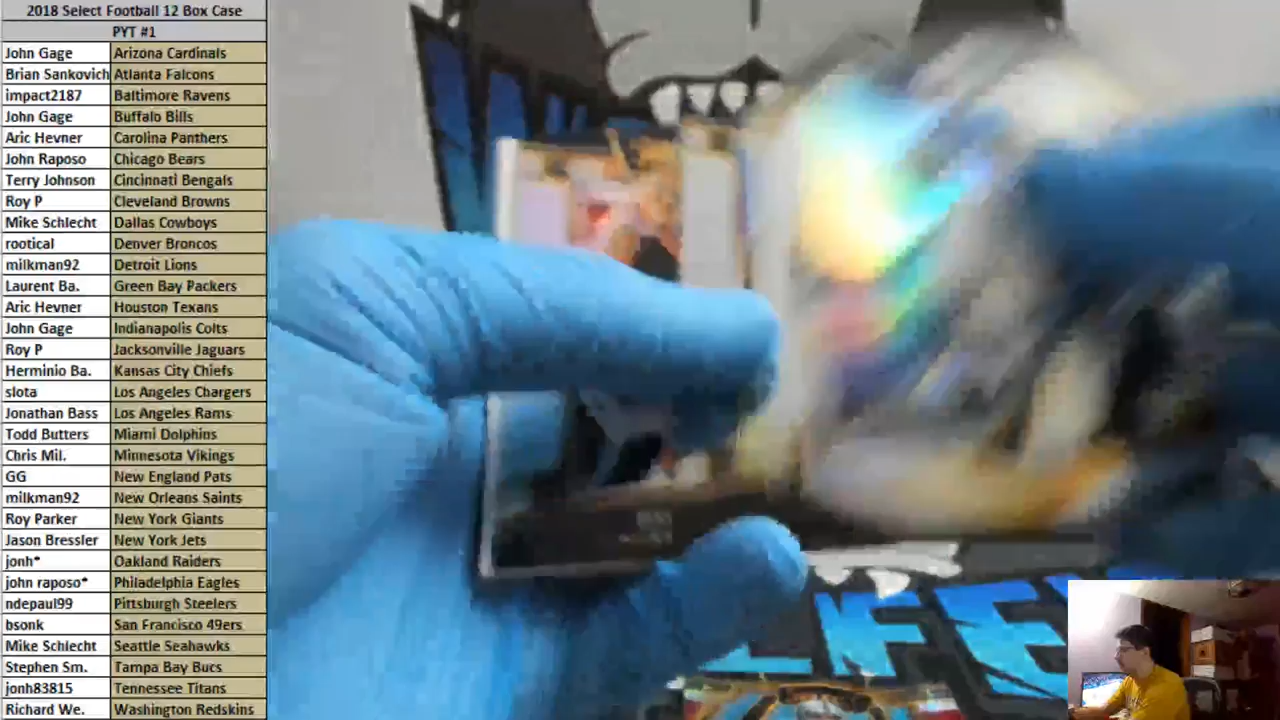 2018 Select Football 12 Box Case
PYT #1
John Gage Arizona Cardinals
Brian Sankovich Atlanta Falcons
impact2187 Baltimore Ravens
John Gage Buffalo Bills
Aric Hevner Carolina Panthers
John Raposo Chicago Bears
Terry Johnson Cincinnati Bengals
Roy P Cleveland Browns
Mike Schlecht Dallas Cowboys
rootical Denver Broncos
milkman92 Detroit Lions
Laurent Ba. Green Bay Packers
Aric Hevner Houston Texans
John Gage Indianapolis Colts
Roy P Jacksonville Jaguars
Herminio Ba. Kansas City Chiefs
slota Los Angeles Chargers
Jonathan Bass Los Angeles Rams
Todd Butters Miami Dolphins
Chris Mil. Minnesota Vikings
GG New England Pats
milkman92 New Orleans Saints
Roy Parker New York Giants
Jason Bressler New York Jets
jonh* Oakland Raiders
john raposo* Philadelphia Eagles
ndepaul99 Pittsburgh Steelers
bsonk San Francisco 49ers
Mike Schlecht Seattle Seahawks
Stephen Sm. Tampa Bay Bucs
jonh83815 Tennessee Titans
Richard We. Washington Redskins